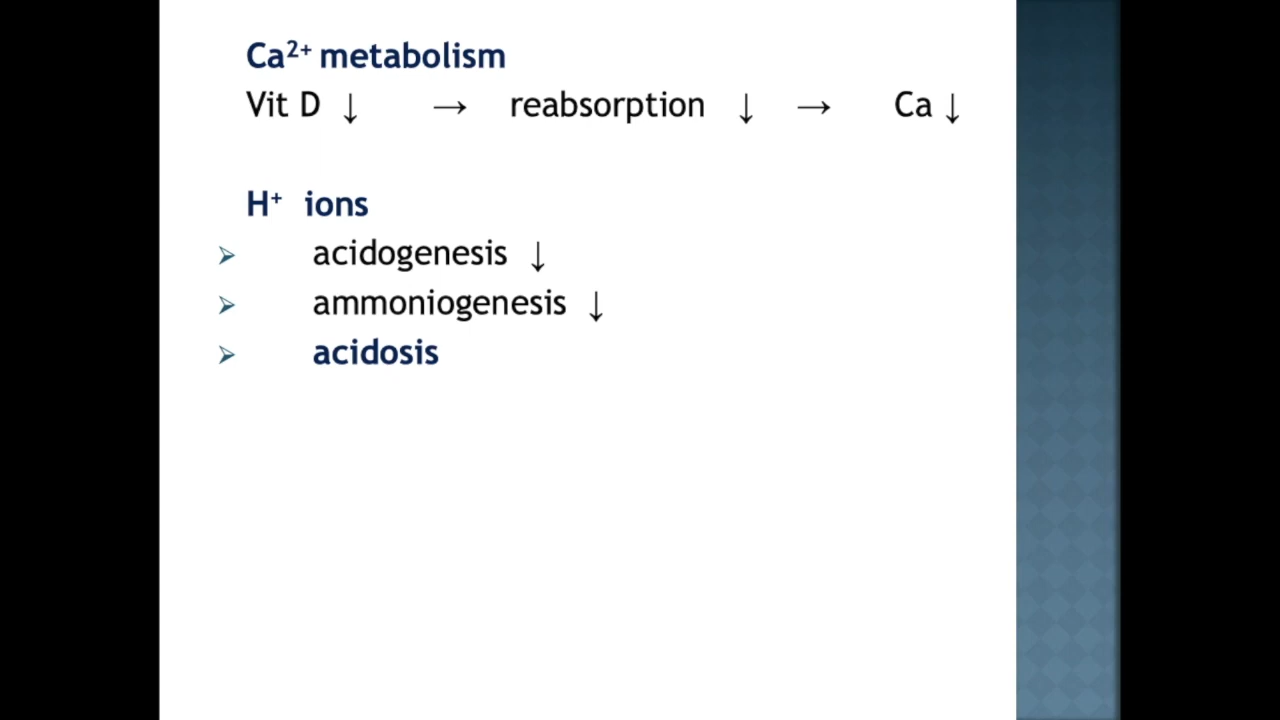 Ca²⁺ metabolism
Vit D ↓ → reabsorption ↓ → Ca ↓
H⁺ ions
➢ acidogenesis ↓
➢ ammoniogenesis ↓
➢ acidosis